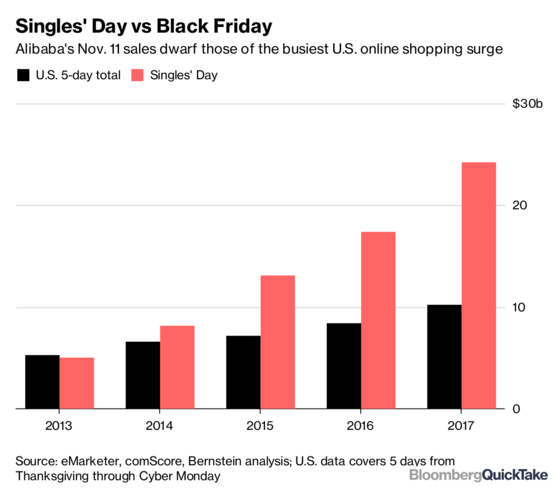 Singles' Day vs Black Friday
Alibaba's Nov. 11 sales dwarf those of the busiest U.S. online shopping surge
U.S. 5-day total Singles' Day
$30b
20
10
0
2013 2014 2015 2016 2017
Source: eMarketer, comScore, Bernstein analysis; U.S. data covers 5 days from
Thanksgiving through Cyber Monday
BloombergQuickTake